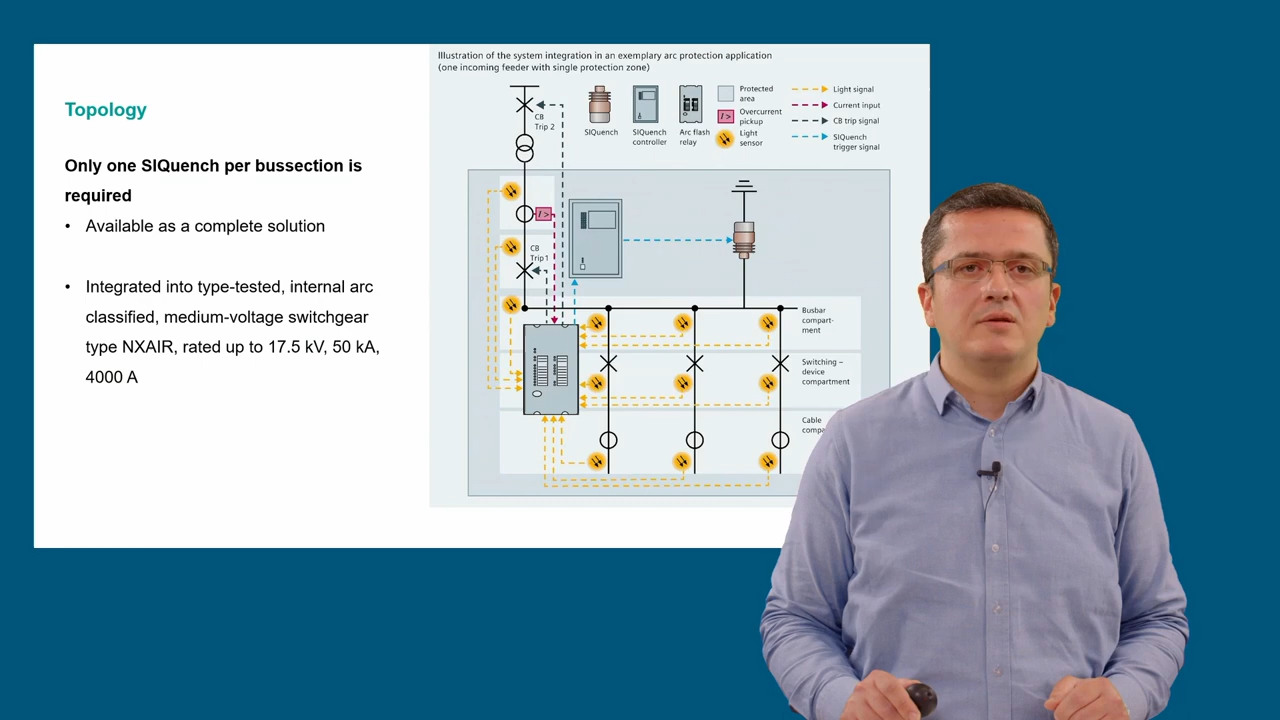 Topology
Only one SIQuench per bussection is
required
• Available as a complete solution
• Integrated into type-tested, internal arc
classified, medium-voltage switchgear
type NXAIR, rated up to 17.5 kV, 50 kA,
4000 A
Illustration of the system integration in an exemplary arc protection application
(one incoming feeder with single protection zone)
SIQuench
SIQuench
controller
Arc flash
relay
Protected
area
I >
Overcurrent
pickup
Light
sensor
Light signal
Current input
CB trip signal
SIQuench
trigger signal
CB
Trip 2
I >
CB
Trip 1
Busbar
compart-
ment
Switching –
device
compartment
Cable